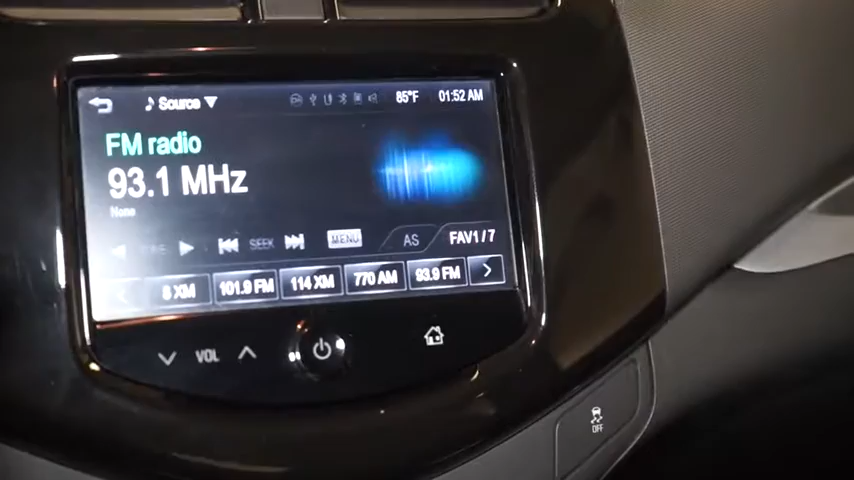 Source 85°F 01:52 AM
FM radio
93.1 MHz
None
TUNE SEEK MENU AS FAV1/7
8 XM 101.9 FM 114 XM 770 AM 93.9 FM
VOL
OFF